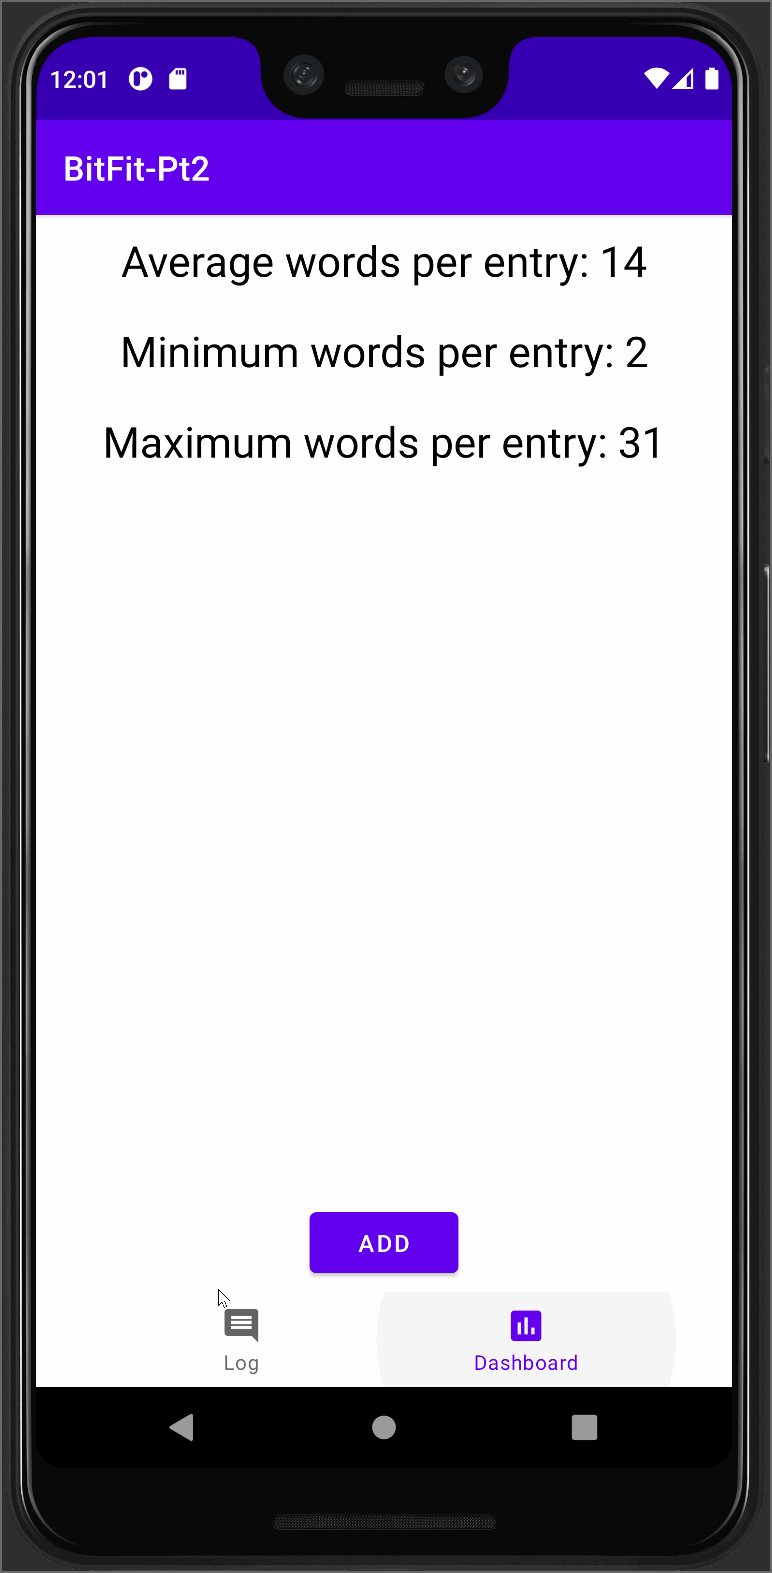 12:01
BitFit-Pt2
Average words per entry: 14
Minimum words per entry: 2
Maximum words per entry: 31
ADD
Log
Dashboard